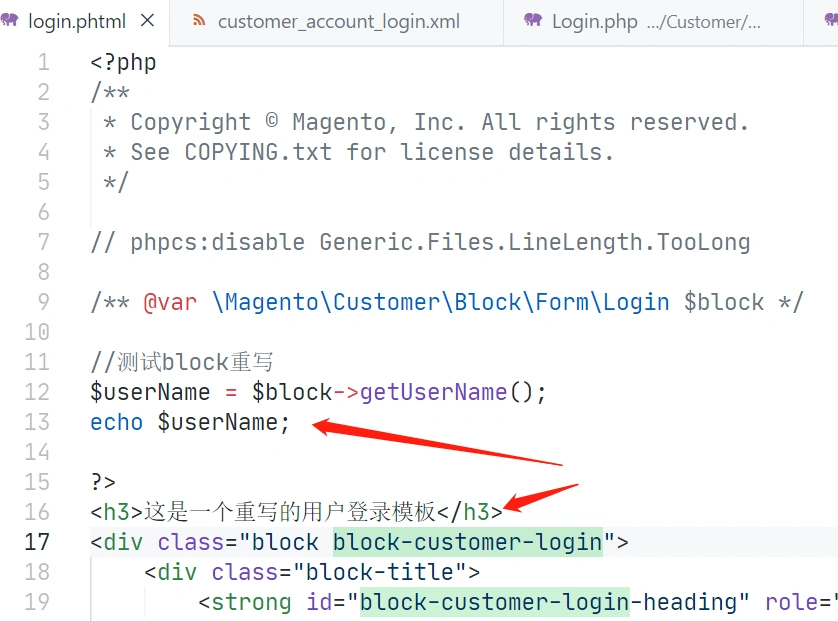 login.phtml customer_account_login.xml Login.php .../Customer/...
1 <?php
2 /**
3 * Copyright © Magento, Inc. All rights reserved.
4 * See COPYING.txt for license details.
5 */
6
7 // phpcs:disable Generic.Files.LineLength.TooLong
8
9 /** @var \Magento\Customer\Block\Form\Login $block */
10
11 //测试block重写
12 $userName = $block->getUserName();
13 echo $userName;
14
15 ?>
16 <h3>这是一个重写的用户登录模板</h3>
17 <div class="block block-customer-login">
18 <div class="block-title">
19 <strong id="block-customer-login-heading" role="